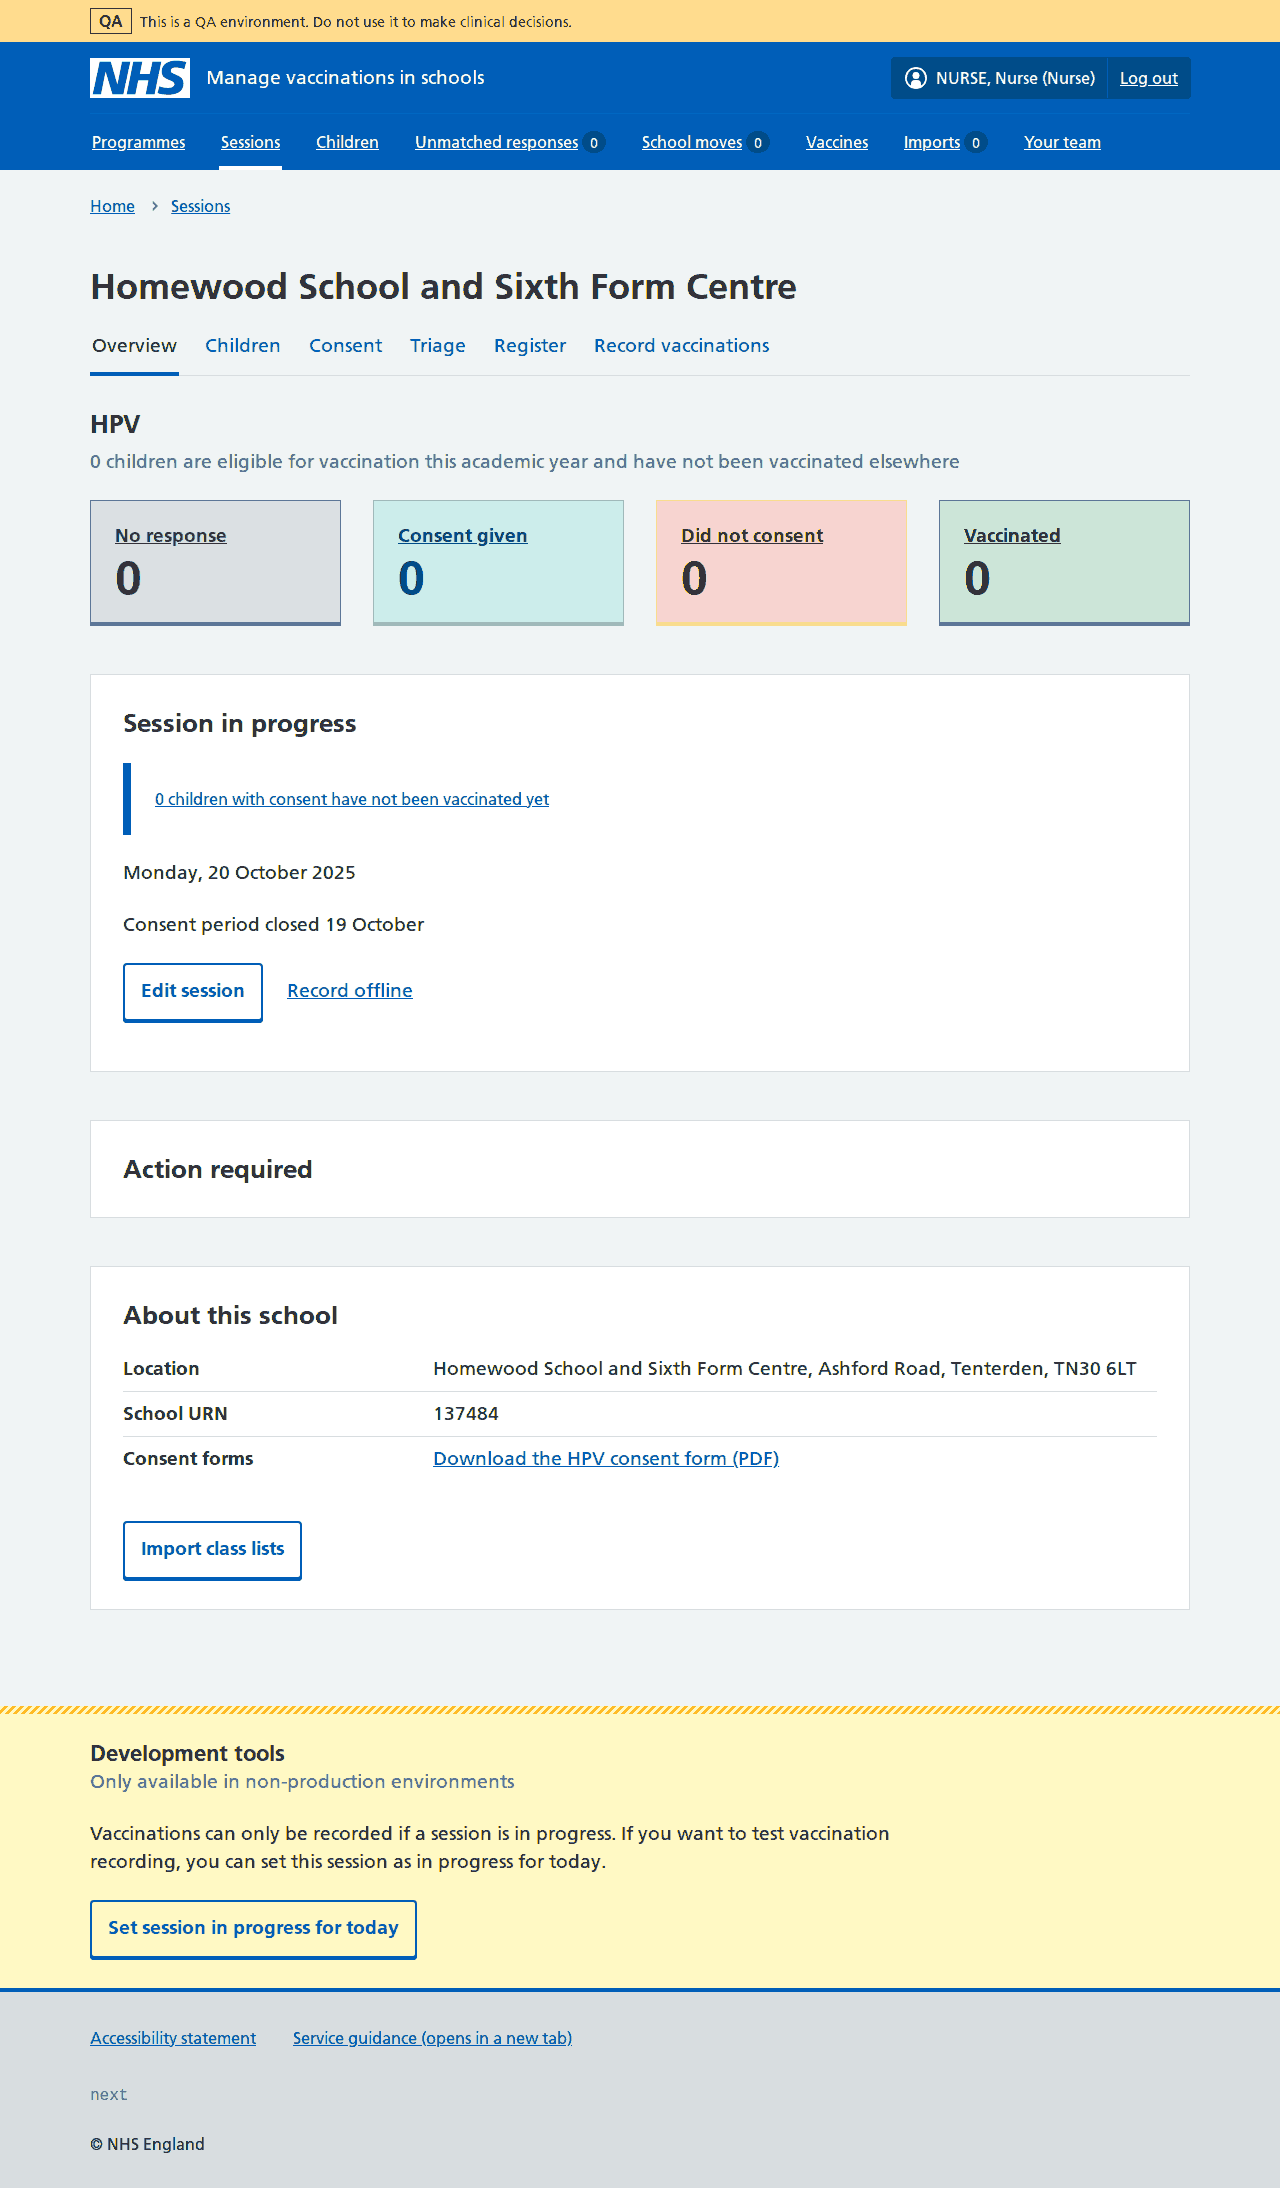 QA This is a QA environment. Do not use it to make clinical decisions.
NHS Manage vaccinations in schools
NURSE, Nurse (Nurse) Log out
Programmes Sessions Children Unmatched responses 0 School moves 0 Vaccines Imports 0 Your team
Home Sessions
Homewood School and Sixth Form Centre
Overview Children Consent Triage Register Record vaccinations
HPV
0 children are eligible for vaccination this academic year and have not been vaccinated elsewhere
No response
0
Consent given
0
Did not consent
0
Vaccinated
0
Session in progress
0 children with consent have not been vaccinated yet
Monday, 20 October 2025
Consent period closed 19 October
Edit session Record offline
Action required
About this school
Location Homewood School and Sixth Form Centre, Ashford Road, Tenterden, TN30 6LT
School URN 137484
Consent forms Download the HPV consent form (PDF)
Import class lists
Development tools
Only available in non-production environments
Vaccinations can only be recorded if a session is in progress. If you want to test vaccination
recording, you can set this session as in progress for today.
Set session in progress for today
Accessibility statement Service guidance (opens in a new tab)
next
© NHS England